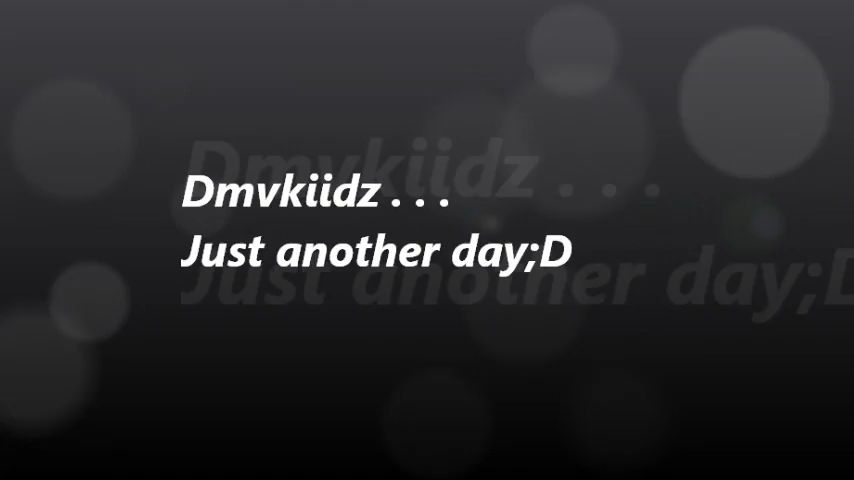 Dmvkiidz . . .
Just another day;D